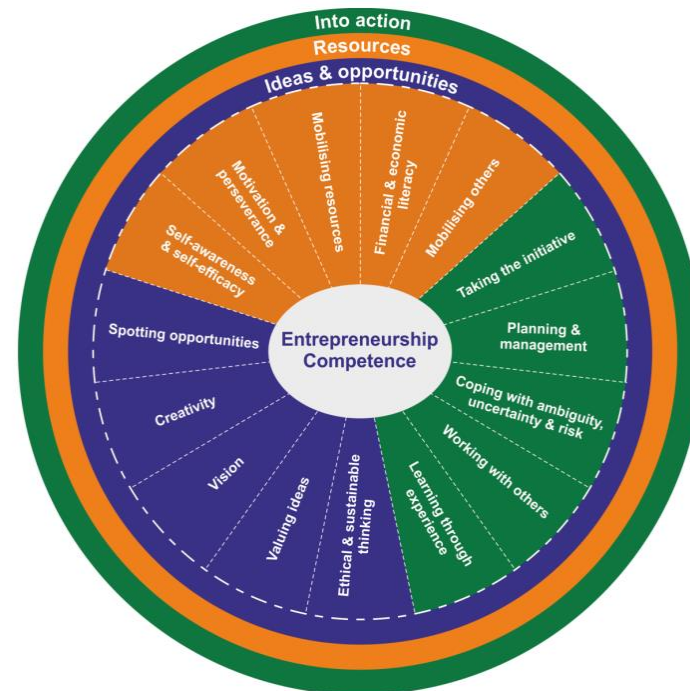 Into action
Resources
Ideas & opportunities
Self-awareness
& self-efficacy
Motivation &
perseverance
Mobilising resources
Financial & economic
literacy
Mobilising others
Taking the initiative
Planning &
management
Coping with ambiguity,
uncertainty & risk
Working with others
Learning through
experience
Ethical & sustainable
thinking
Valuing ideas
Vision
Creativity
Spotting opportunities
Entrepreneurship
Competence